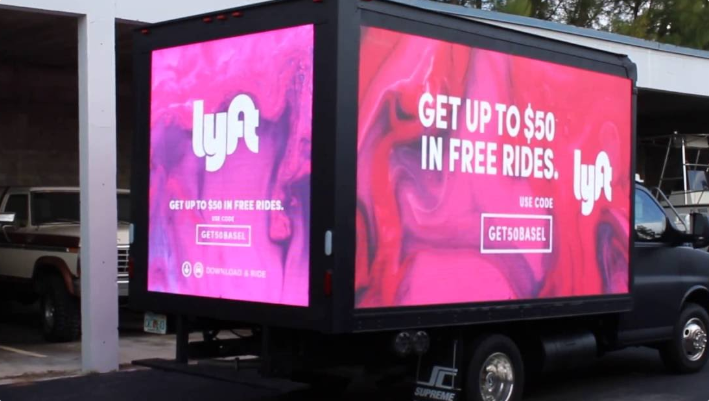 lyft
GET UP TO $50 IN FREE RIDES.
USE CODE
GET50BASEL
DOWNLOAD & RIDE
GET UP TO $50
IN FREE RIDES.
lyft
USE CODE
GET50BASEL
SUPREME